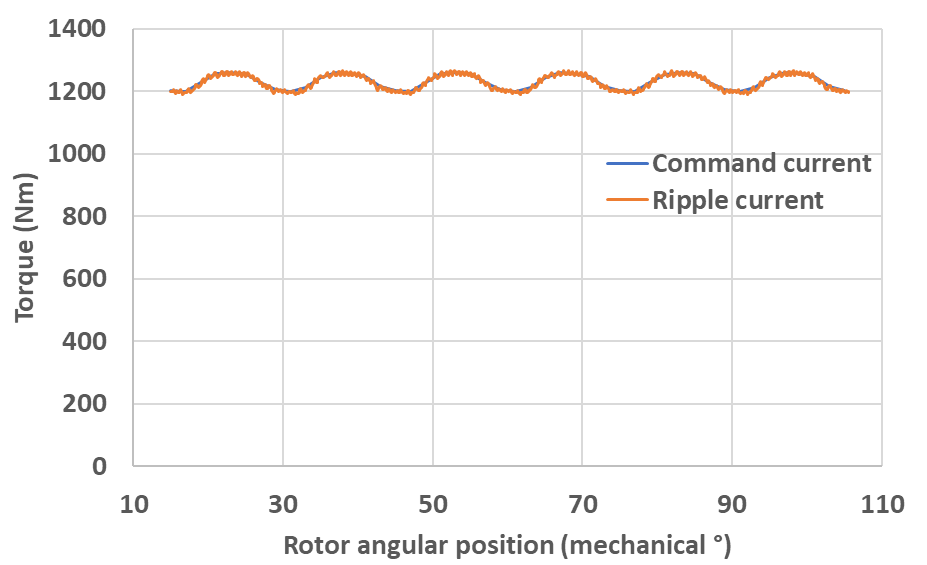 1400
1200
1000
800
600
400
200
0
Torque (Nm)
Command current
Ripple current
10 30 50 70 90 110
Rotor angular position (mechanical °)